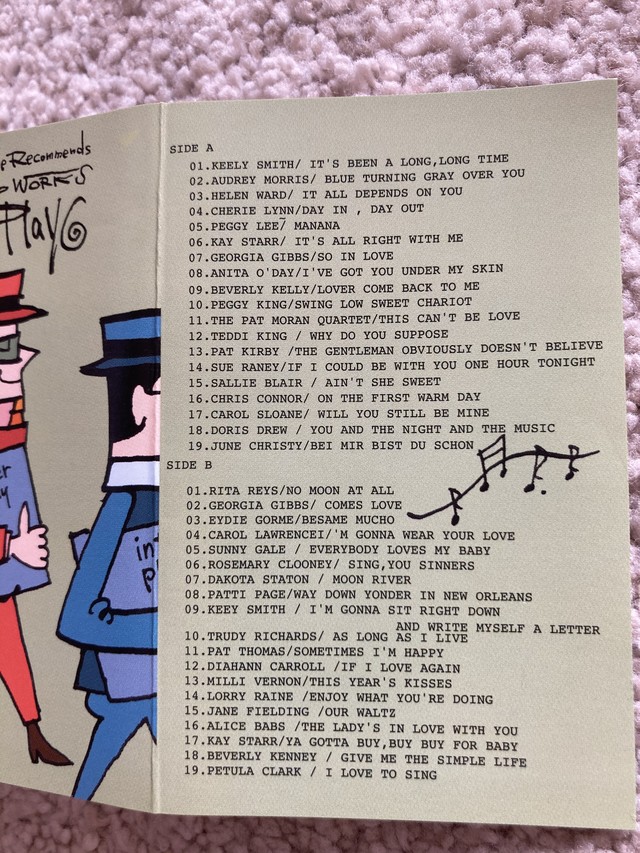 e Recommends
WORKS
Play
er
y
in
P
SIDE A
01.KEELY SMITH/ IT'S BEEN A LONG,LONG TIME
02.AUDREY MORRIS/ BLUE TURNING GRAY OVER YOU
03.HELEN WARD/ IT ALL DEPENDS ON YOU
04.CHERIE LYNN/DAY IN , DAY OUT
05.PEGGY LEE/ MANANA
06.KAY STARR/ IT'S ALL RIGHT WITH ME
07.GEORGIA GIBBS/SO IN LOVE
08.ANITA O'DAY/I'VE GOT YOU UNDER MY SKIN
09.BEVERLY KELLY/LOVER COME BACK TO ME
10.PEGGY KING/SWING LOW SWEET CHARIOT
11.THE PAT MORAN QUARTET/THIS CAN'T BE LOVE
12.TEDDI KING / WHY DO YOU SUPPOSE
13.PAT KIRBY /THE GENTLEMAN OBVIOUSLY DOESN'T BELIEVE
14.SUE RANEY/IF I COULD BE WITH YOU ONE HOUR TONIGHT
15.SALLIE BLAIR / AIN'T SHE SWEET
16.CHRIS CONNOR/ ON THE FIRST WARM DAY
17.CAROL SLOANE/ WILL YOU STILL BE MINE
18.DORIS DREW / YOU AND THE NIGHT AND THE MUSIC
19.JUNE CHRISTY/BEI MIR BIST DU SCHON
SIDE B
01.RITA REYS/NO MOON AT ALL
02.GEORGIA GIBBS/ COMES LOVE
03.EYDIE GORME/BESAME MUCHO
04.CAROL LAWRENCEI/'M GONNA WEAR YOUR LOVE
05.SUNNY GALE / EVERYBODY LOVES MY BABY
06.ROSEMARY CLOONEY/ SING,YOU SINNERS
07.DAKOTA STATON / MOON RIVER
08.PATTI PAGE/WAY DOWN YONDER IN NEW ORLEANS
09.KEEY SMITH / I'M GONNA SIT RIGHT DOWN
AND WRITE MYSELF A LETTER
10.TRUDY RICHARDS/ AS LONG AS I LIVE
11.PAT THOMAS/SOMETIMES I'M HAPPY
12.DIAHANN CARROLL /IF I LOVE AGAIN
13.MILLI VERNON/THIS YEAR'S KISSES
14.LORRY RAINE /ENJOY WHAT YOU'RE DOING
15.JANE FIELDING /OUR WALTZ
16.ALICE BABS /THE LADY'S IN LOVE WITH YOU
17.KAY STARR/YA GOTTA BUY,BUY BUY FOR BABY
18.BEVERLY KENNEY / GIVE ME THE SIMPLE LIFE
19.PETULA CLARK / I LOVE TO SING